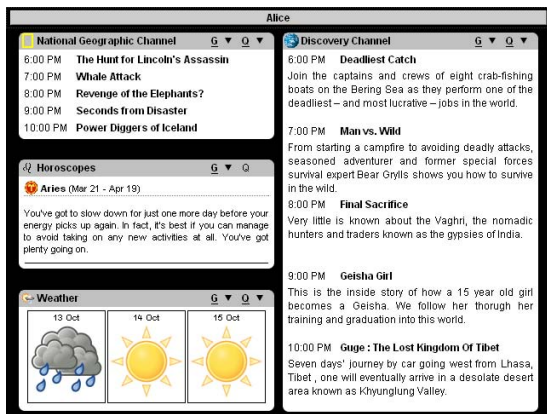 Alice
National Geographic Channel G ▼ Q ▼
6:00 PM The Hunt for Lincoln's Assassin
7:00 PM Whale Attack
8:00 PM Revenge of the Elephants?
9:00 PM Seconds from Disaster
10:00 PM Power Diggers of Iceland
Horoscopes G ▼ Q
Aries (Mar 21 - Apr 19)
You've got to slow down for just one more day before your
energy picks up again. In fact, it's best if you can manage
to avoid taking on any new activities at all. You've got
plenty going on.
Weather G ▼ Q ▼
13 Oct 14 Oct 15 Oct
Discovery Channel G ▼ Q ▼
6:00 PM Deadliest Catch
Join the captains and crews of eight crab-fishing
boats on the Bering Sea as they perform one of the
deadliest – and most lucrative – jobs in the world.
7:00 PM Man vs. Wild
From starting a campfire to avoiding deadly attacks,
seasoned adventurer and former special forces
survival expert Bear Grylls shows you how to survive
in the wild.
8:00 PM Final Sacrifice
Very little is known about the Vaghri, the nomadic
hunters and traders known as the gypsies of India.
9:00 PM Geisha Girl
This is the inside story of how a 15 year old girl
becomes a Geisha. We follow her thorugh her
training and graduation into this world.
10:00 PM Guge : The Lost Kingdom Of Tibet
Seven days' journey by car going west from Lhasa,
Tibet , one will eventually arrive in a desolate desert
area known as Khyunglung Valley.